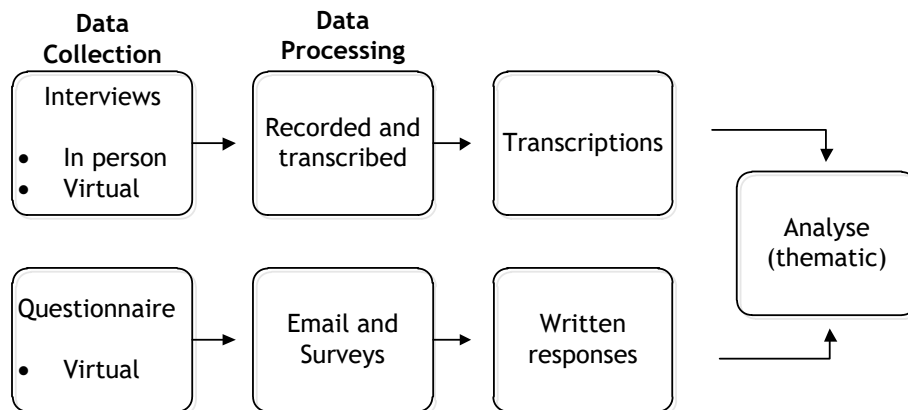 Data
Collection
Data
Processing
Interviews
• In person
• Virtual
Recorded and
transcribed
Transcriptions
Analyse
(thematic)
Questionnaire
• Virtual
Email and
Surveys
Written
responses